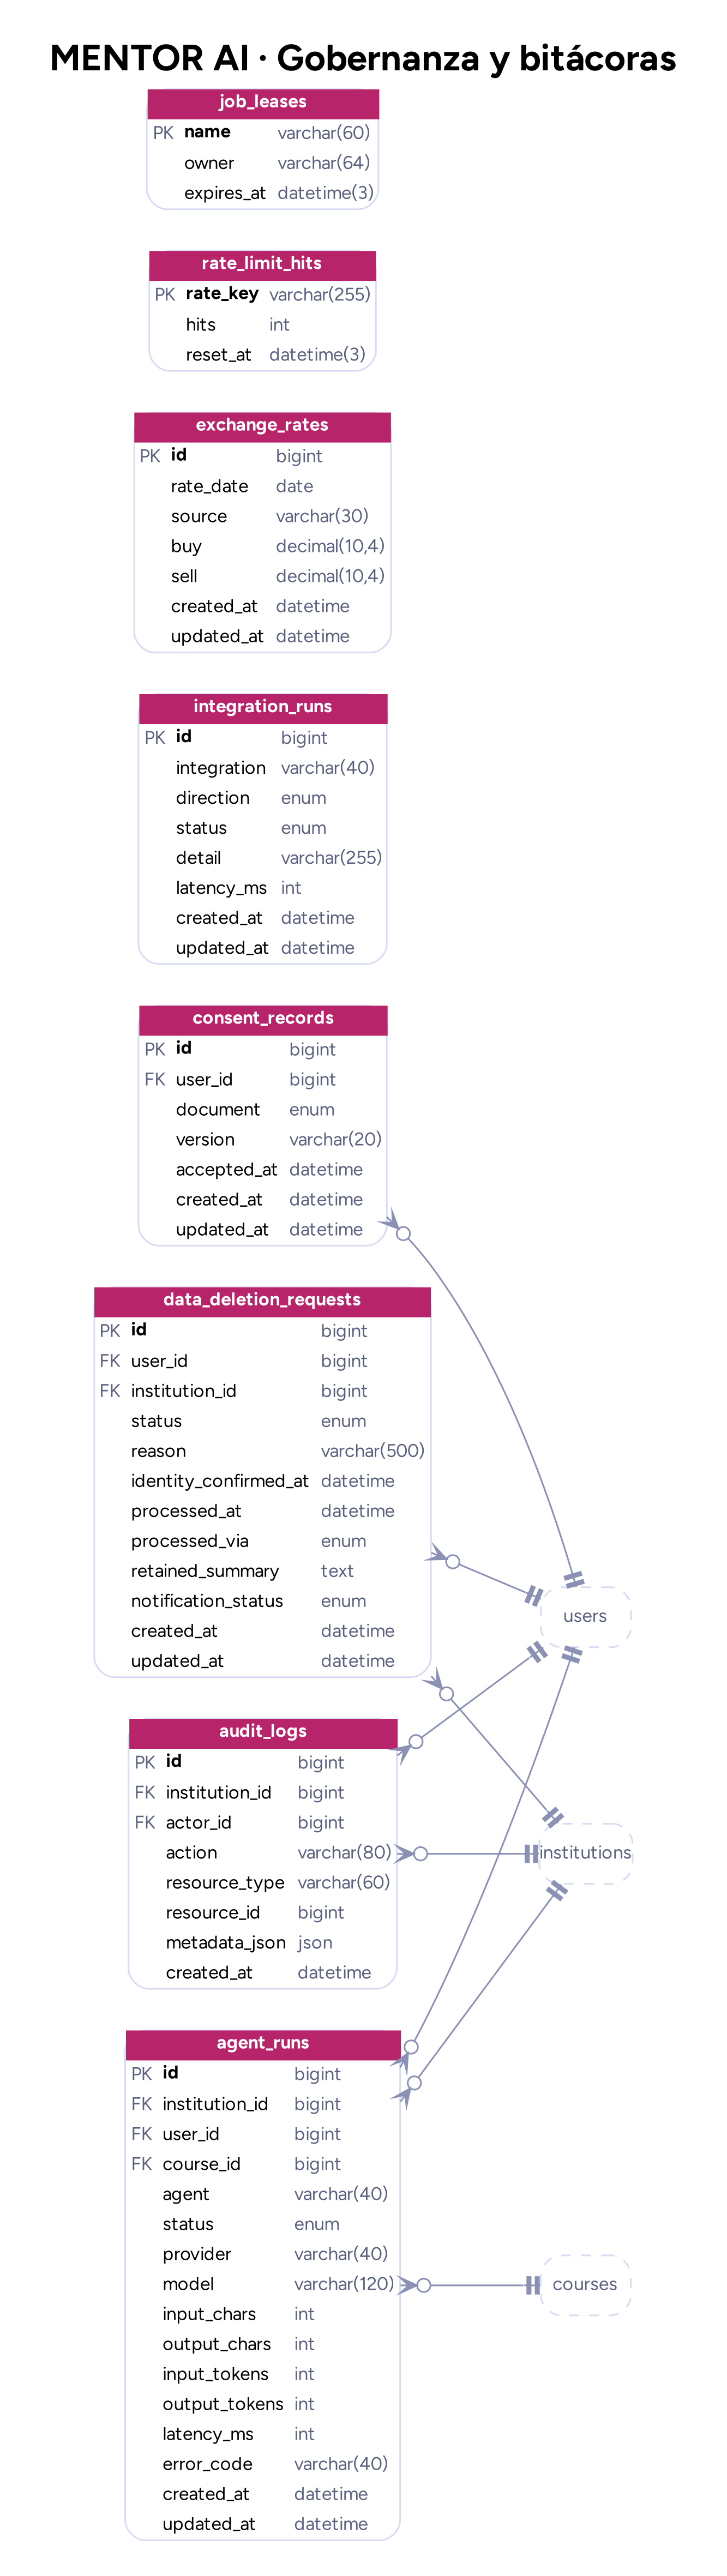 MENTOR AI · Gobernanza y bitácoras
job_leases
PK name varchar(60)
owner varchar(64)
expires_at datetime(3)
rate_limit_hits
PK rate_key varchar(255)
hits int
reset_at datetime(3)
exchange_rates
PK id bigint
rate_date date
source varchar(30)
buy decimal(10,4)
sell decimal(10,4)
created_at datetime
updated_at datetime
integration_runs
PK id bigint
integration varchar(40)
direction enum
status enum
detail varchar(255)
latency_ms int
created_at datetime
updated_at datetime
consent_records
PK id bigint
FK user_id bigint
document enum
version varchar(20)
accepted_at datetime
created_at datetime
updated_at datetime
data_deletion_requests
PK id bigint
FK user_id bigint
FK institution_id bigint
status enum
reason varchar(500)
identity_confirmed_at datetime
processed_at datetime
processed_via enum
retained_summary text
notification_status enum
created_at datetime
updated_at datetime
users
audit_logs
PK id bigint
FK institution_id bigint
FK actor_id bigint
action varchar(80)
resource_type varchar(60)
resource_id bigint
metadata_json json
created_at datetime
institutions
agent_runs
PK id bigint
FK institution_id bigint
FK user_id bigint
FK course_id bigint
agent varchar(40)
status enum
provider varchar(40)
model varchar(120)
input_chars int
output_chars int
input_tokens int
output_tokens int
latency_ms int
error_code varchar(40)
created_at datetime
updated_at datetime
courses